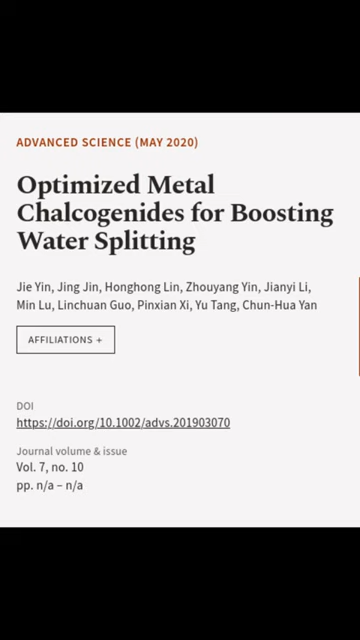 ADVANCED SCIENCE (MAY 2020)
Optimized Metal
Chalcogenides for Boosting
Water Splitting
Jie Yin, Jing Jin, Honghong Lin, Zhouyang Yin, Jianyi Li,
Min Lu, Linchuan Guo, Pinxian Xi, Yu Tang, Chun-Hua Yan
AFFILIATIONS +
DOI
https://doi.org/10.1002/advs.201903070
Journal volume & issue
Vol. 7, no. 10
pp. n/a – n/a